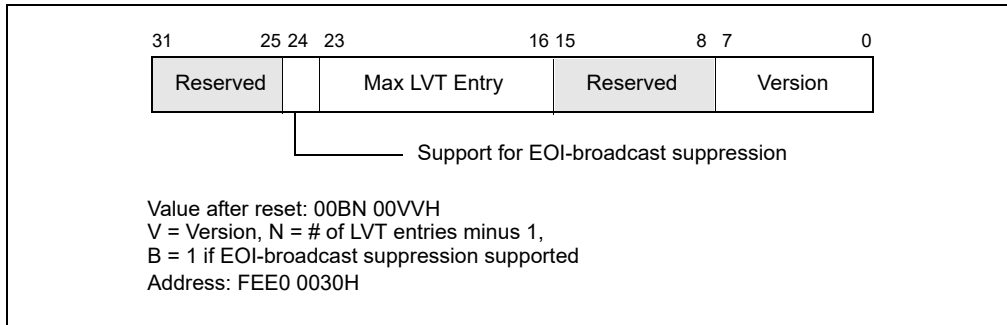 31 25 24 23 16 15 8 7 0
Reserved Max LVT Entry Reserved Version
Support for EOI-broadcast suppression
Value after reset: 00BN 00VVH
V = Version, N = # of LVT entries minus 1,
B = 1 if EOI-broadcast suppression supported
Address: FEE0 0030H